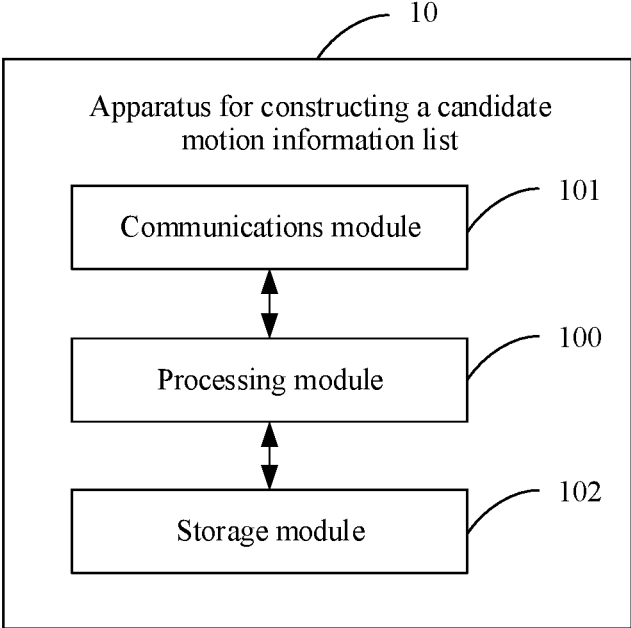 10
Apparatus for constructing a candidate
motion information list
101
Communications module
100
Processing module
102
Storage module